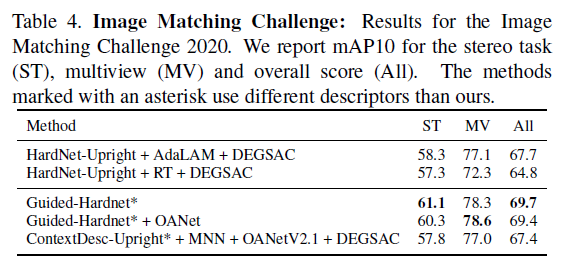 Table 4. Image Matching Challenge: Results for the Image
Matching Challenge 2020. We report mAP10 for the stereo task
(ST), multiview (MV) and overall score (All). The methods
marked with an asterisk use different descriptors than ours.
Method ST MV All
HardNet-Upright + AdaLAM + DEGSAC 58.3 77.1 67.7
HardNet-Upright + RT + DEGSAC 57.3 72.3 64.8
Guided-Hardnet* 61.1 78.3 69.7
Guided-Hardnet* + OANet 60.3 78.6 69.4
ContextDesc-Upright* + MNN + OANetV2.1 + DEGSAC 57.8 77.0 67.4